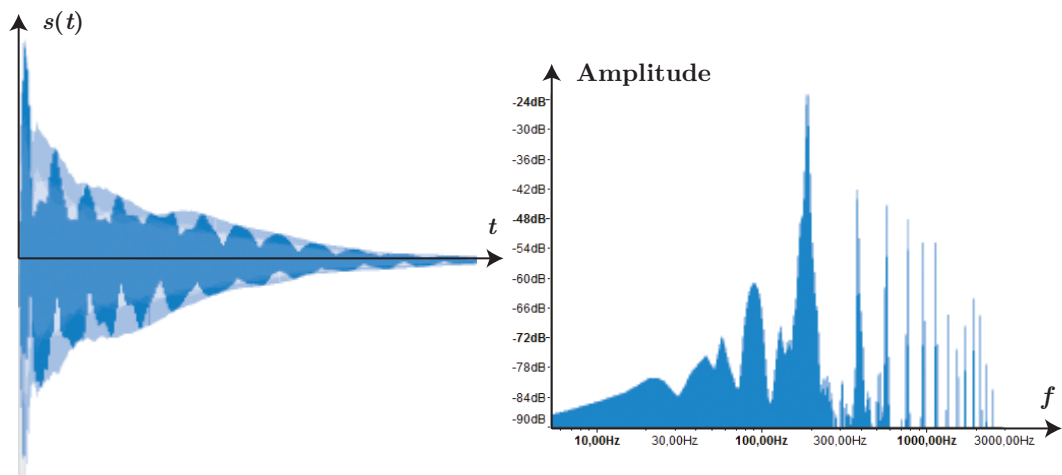 s(t)
t
Amplitude
-24dB
-30dB
-36dB
-42dB
-48dB
-54dB
-60dB
-66dB
-72dB
-78dB
-84dB
-90dB
f
10,00Hz 30,00Hz 100,00Hz 300,00Hz 1000,00Hz 3000,00Hz